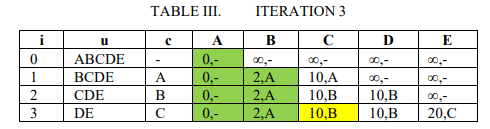 TABLE III. ITERATION 3
i u c A B C D E
0 ABCDE - 0,- ∞,- ∞,- ∞,- ∞,-
1 BCDE A 0,- 2,A 10,A ∞,- ∞,-
2 CDE B 0,- 2,A 10,B 10,B ∞,-
3 DE C 0,- 2,A 10,B 10,B 20,C